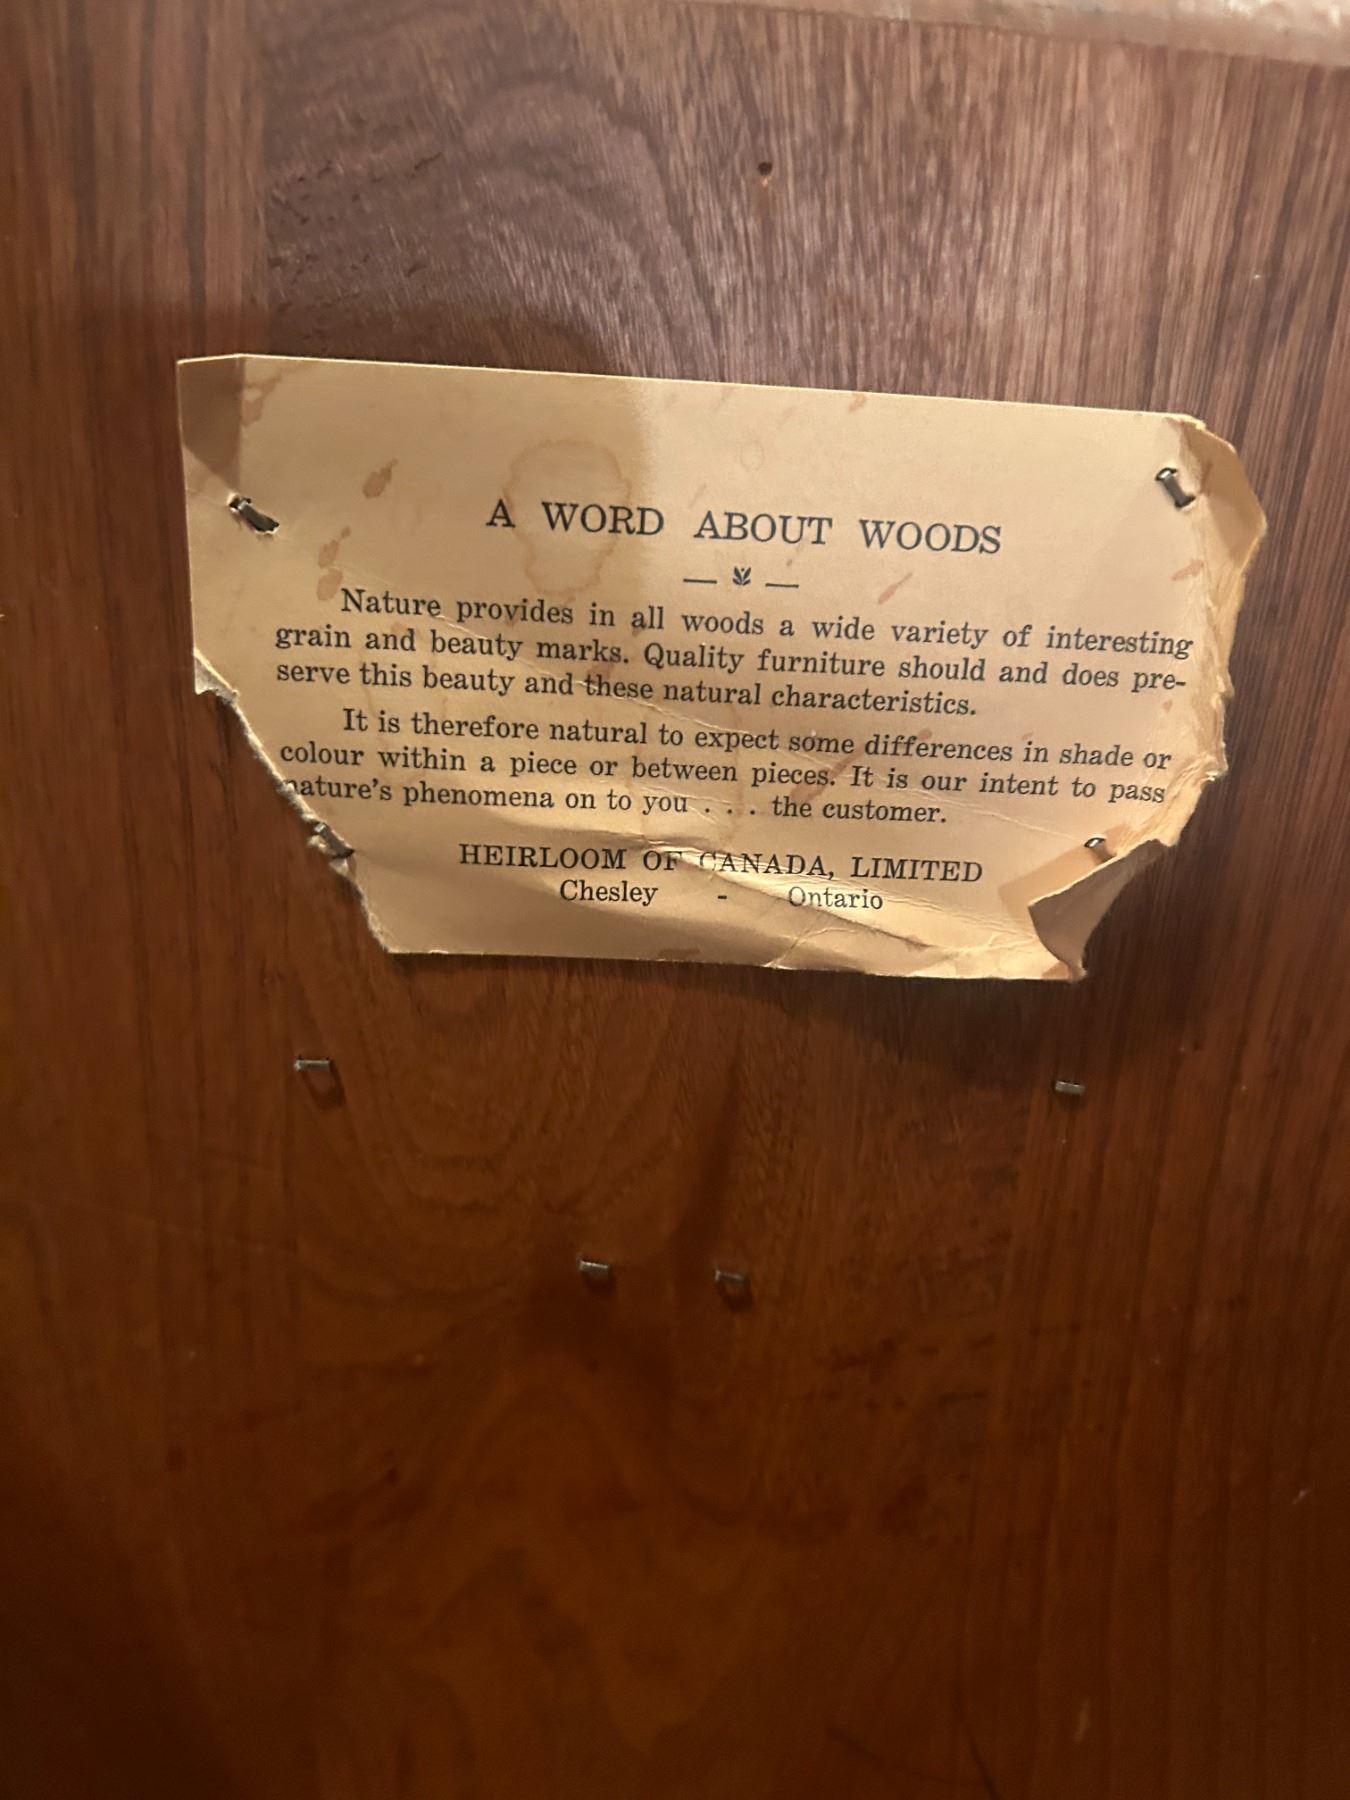 A WORD ABOUT WOODS
Nature provides in all woods a wide variety of interesting
grain and beauty marks. Quality furniture should and does pre-
serve this beauty and these natural characteristics.
It is therefore natural to expect some differences in shade or
colour within a piece or between pieces. It is our intent to pass
nature's phenomena on to you . . . the customer.
HEIRLOOM OF CANADA, LIMITED
Chesley - Ontario